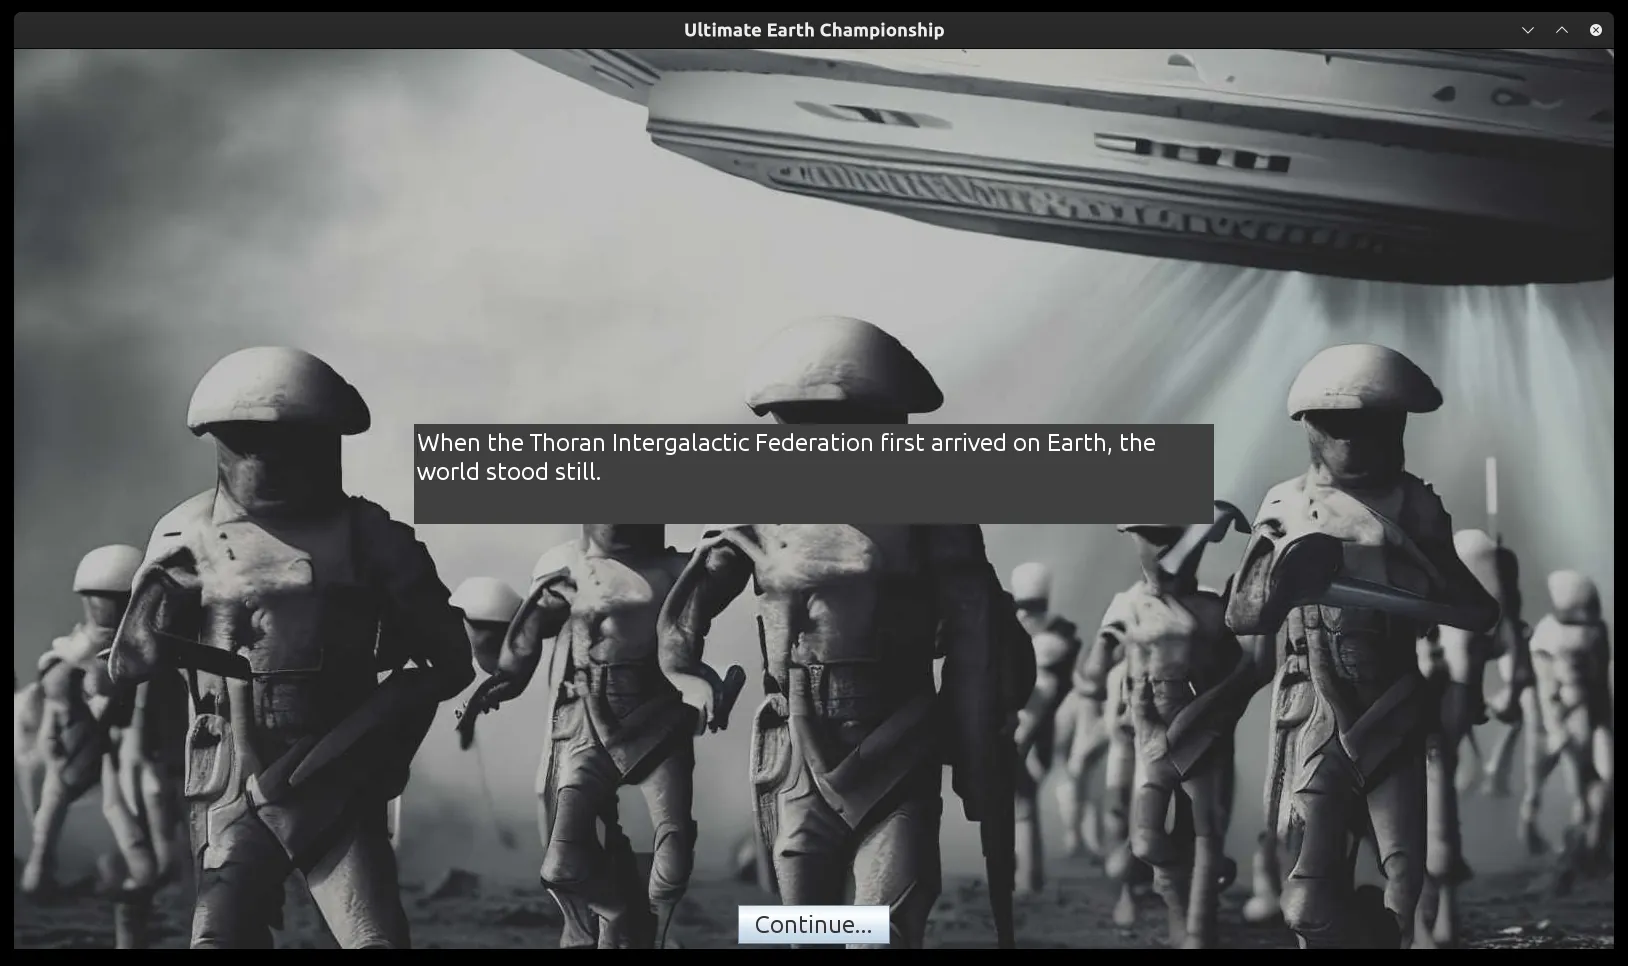 Ultimate Earth Championship
When the Thoran Intergalactic Federation first arrived on Earth, the
world stood still.
Continue...